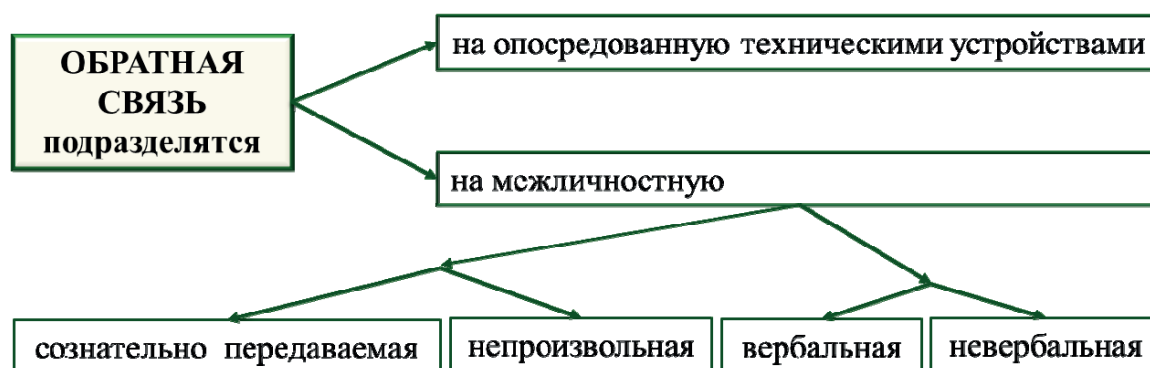 ОБРАТНАЯ
СВЯЗЬ
подразделятся
на опосредованную техническими устройствами
на межличностную
сознательно передаваемая
непроизвольная
вербальная
невербальная